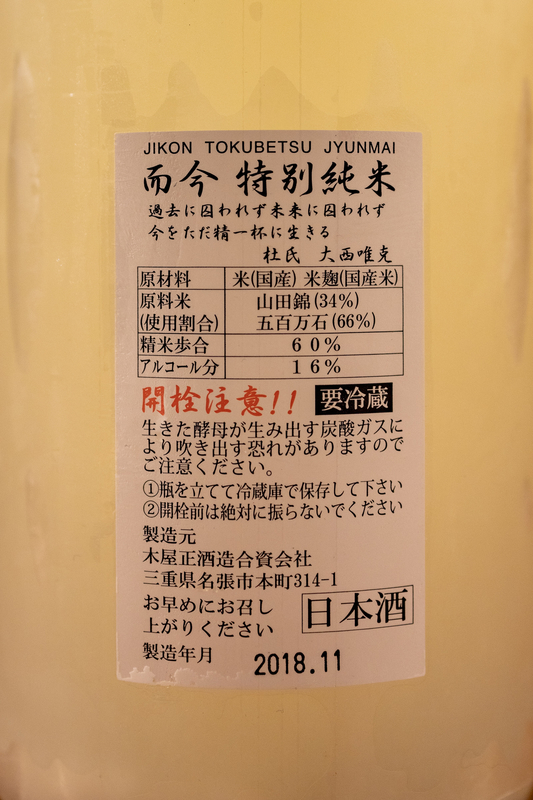 JIKON TOKUBETSU JYUNMAI
而今 特別純米
過去に囚われず未来に囚われず
今をただ精一杯に生きる
杜氏 大西唯克
原材料 米(国産) 米麹(国産米)
原料米 山田錦(34%)
(使用割合) 五百万石(66%)
精米歩合 60%
アルコール分 16%
開栓注意!! 要冷蔵
生きた酵母が生み出す炭酸ガスに
より吹き出す恐れがありますので
ご注意ください。
①瓶を立てて冷蔵庫で保存して下さい
②開栓前は絶対に振らないでください
製造元
木屋正酒造合資会社
三重県名張市本町314-1
お早めにお召し
上がりください
日本酒
製造年月 2018.11